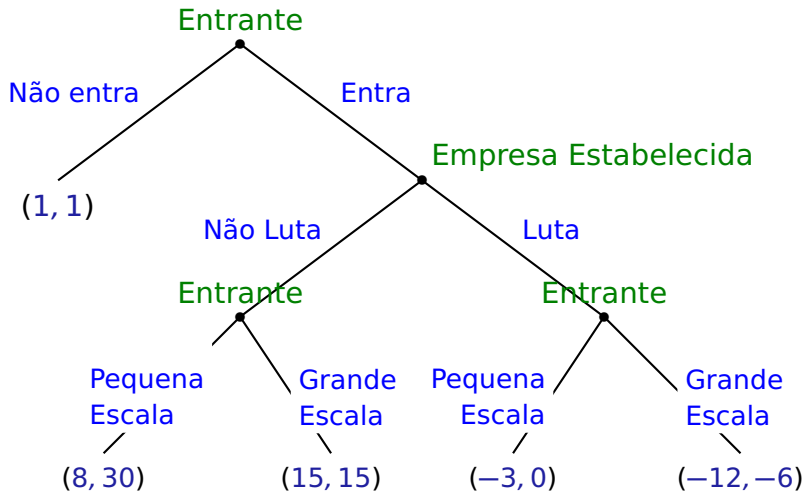 Entrante
Não entra
Entra
Empresa Estabelecida
(1, 1)
Não Luta
Luta
Entrante
Entrante
Pequena
Escala
Grande
Escala
Pequena
Escala
Grande
Escala
(8, 30)
(15, 15)
(−3, 0)
(−12, −6)